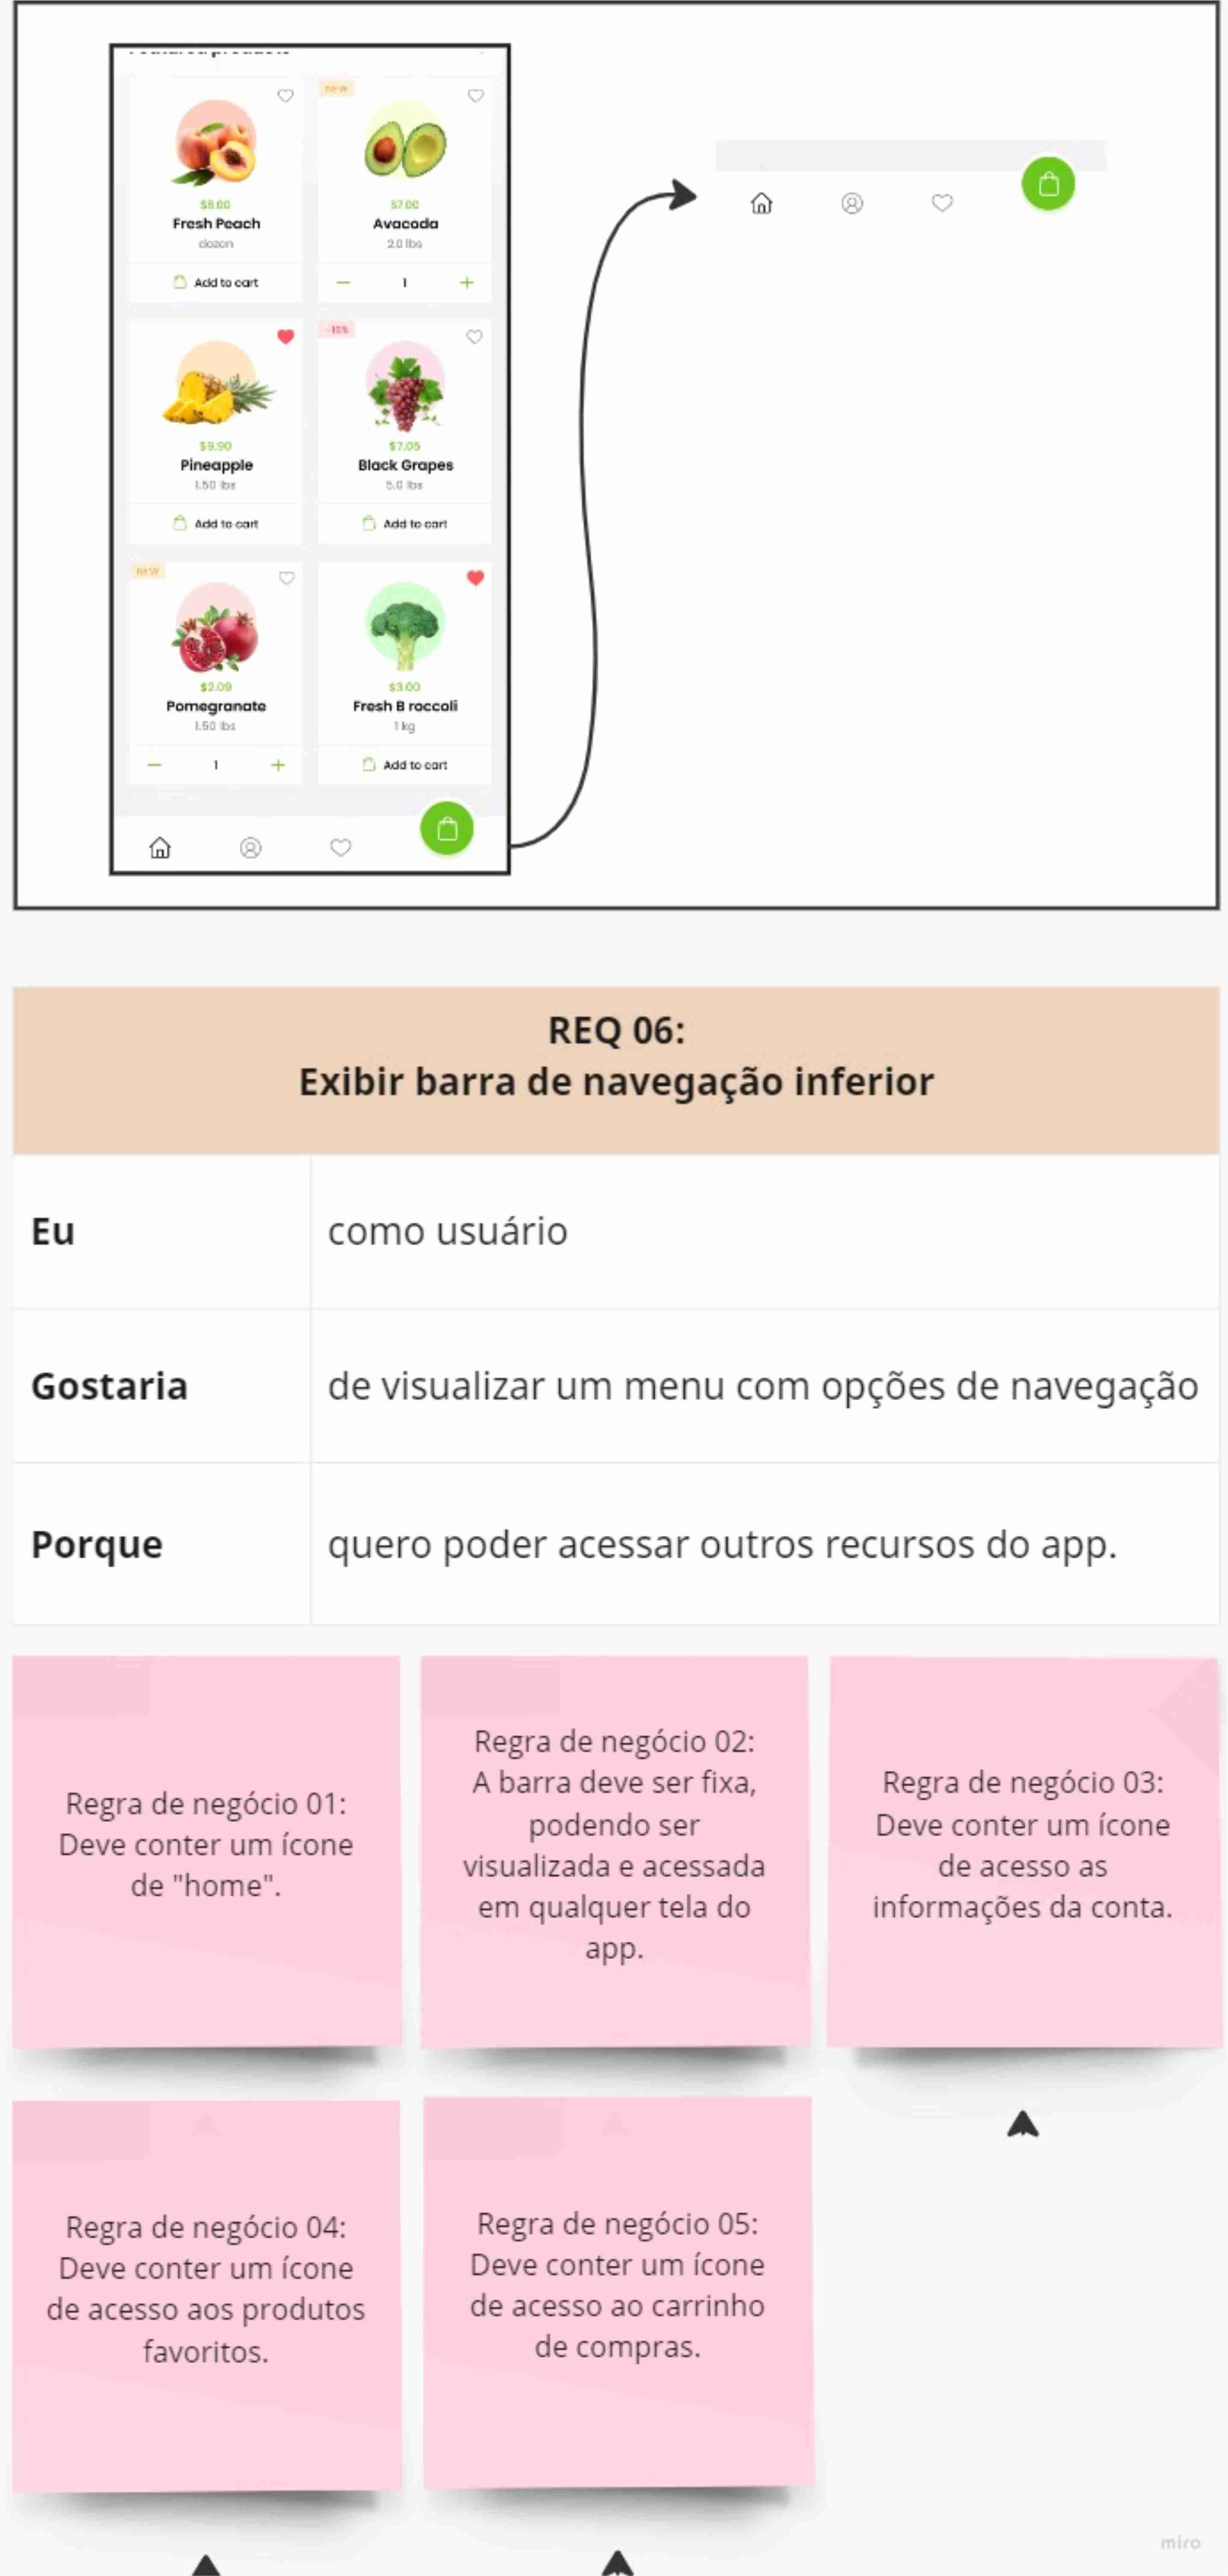 Featured products
$8.00
Fresh Peach
dozen
Add to cart
NEW
$7.00
Avacoda
2.0 lbs
1
$9.90
Pineapple
1.50 lbs
Add to cart
-16%
$7.05
Black Grapes
5.0 lbs
Add to cart
NEW
$2.09
Pomegranate
1.50 lbs
1
$3.00
Fresh B roccoli
1 kg
Add to cart
REQ 06:
Exibir barra de navegação inferior
Eu
como usuário
Gostaria
de visualizar um menu com opções de navegação
Porque
quero poder acessar outros recursos do app.
Regra de negócio 01:
Deve conter um ícone
de "home".
Regra de negócio 02:
A barra deve ser fixa,
podendo ser
visualizada e acessada
em qualquer tela do
app.
Regra de negócio 03:
Deve conter um ícone
de acesso as
informações da conta.
Regra de negócio 04:
Deve conter um ícone
de acesso aos produtos
favoritos.
Regra de negócio 05:
Deve conter um ícone
de acesso ao carrinho
de compras.
miro